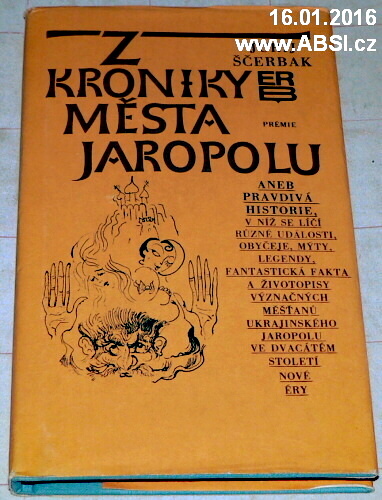 16.01.2016
www.ABSI.cz
ŠČERBAK
Z
KRONIKY
ERB
MĚSTA
PRÉMIE
JAROPOLU
ANEB
PRAVDIVÁ
HISTORIE,
V NÍŽ SE LÍČÍ
RŮZNÉ UDÁLOSTI,
OBYČEJE, MÝTY,
LEGENDY,
FANTASTICKÁ FAKTA
A ŽIVOTOPISY
VÝZNAČNÝCH
MĚŠŤANŮ
UKRAJINSKÉHO
JAROPOLU
VE DVACÁTÉM
STOLETÍ
NOVÉ
ÉRY